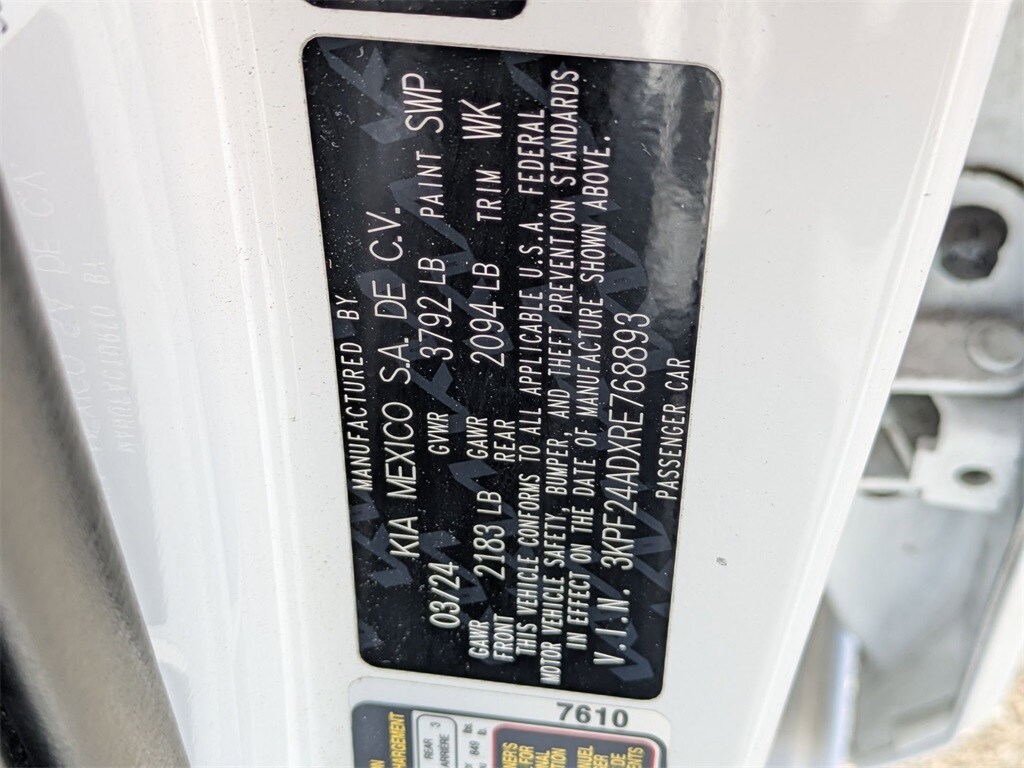 MANUFACTURED BY
KIA MEXICO S.A. DE C.V.
03/24 GVWR 3792 LB PAINT SWP
GAWR FRONT 2183 LB GAWR REAR 2094 LB TRIM WK
THIS VEHICLE CONFORMS TO ALL APPLICABLE U.S.A. FEDERAL
MOTOR VEHICLE SAFETY, BUMPER, AND THEFT PREVENTION STANDARDS
IN EFFECT ON THE DATE OF MANUFACTURE SHOWN ABOVE.
V.I.N. 3KPF24ADXRE768893
PASSENGER CAR
7610
REAR 3